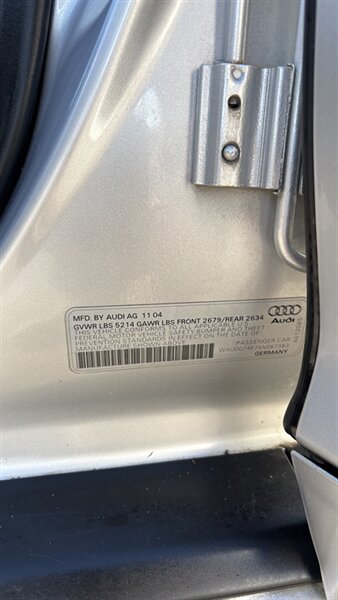 MFD. BY AUDI AG 11 04
GVWR LBS 5214 GAWR LBS FRONT 2679/REAR 2634
THIS VEHICLE CONFORMS TO ALL APPLICABLE U.S.
FEDERAL MOTOR VEHICLE SAFETY BUMPER AND THEFT
PREVENTION STANDARDS IN EFFECT ON THE DATE OF
MANUFACTURE SHOWN ABOVE.
Audi
PASSENGER CAR
GERMANY